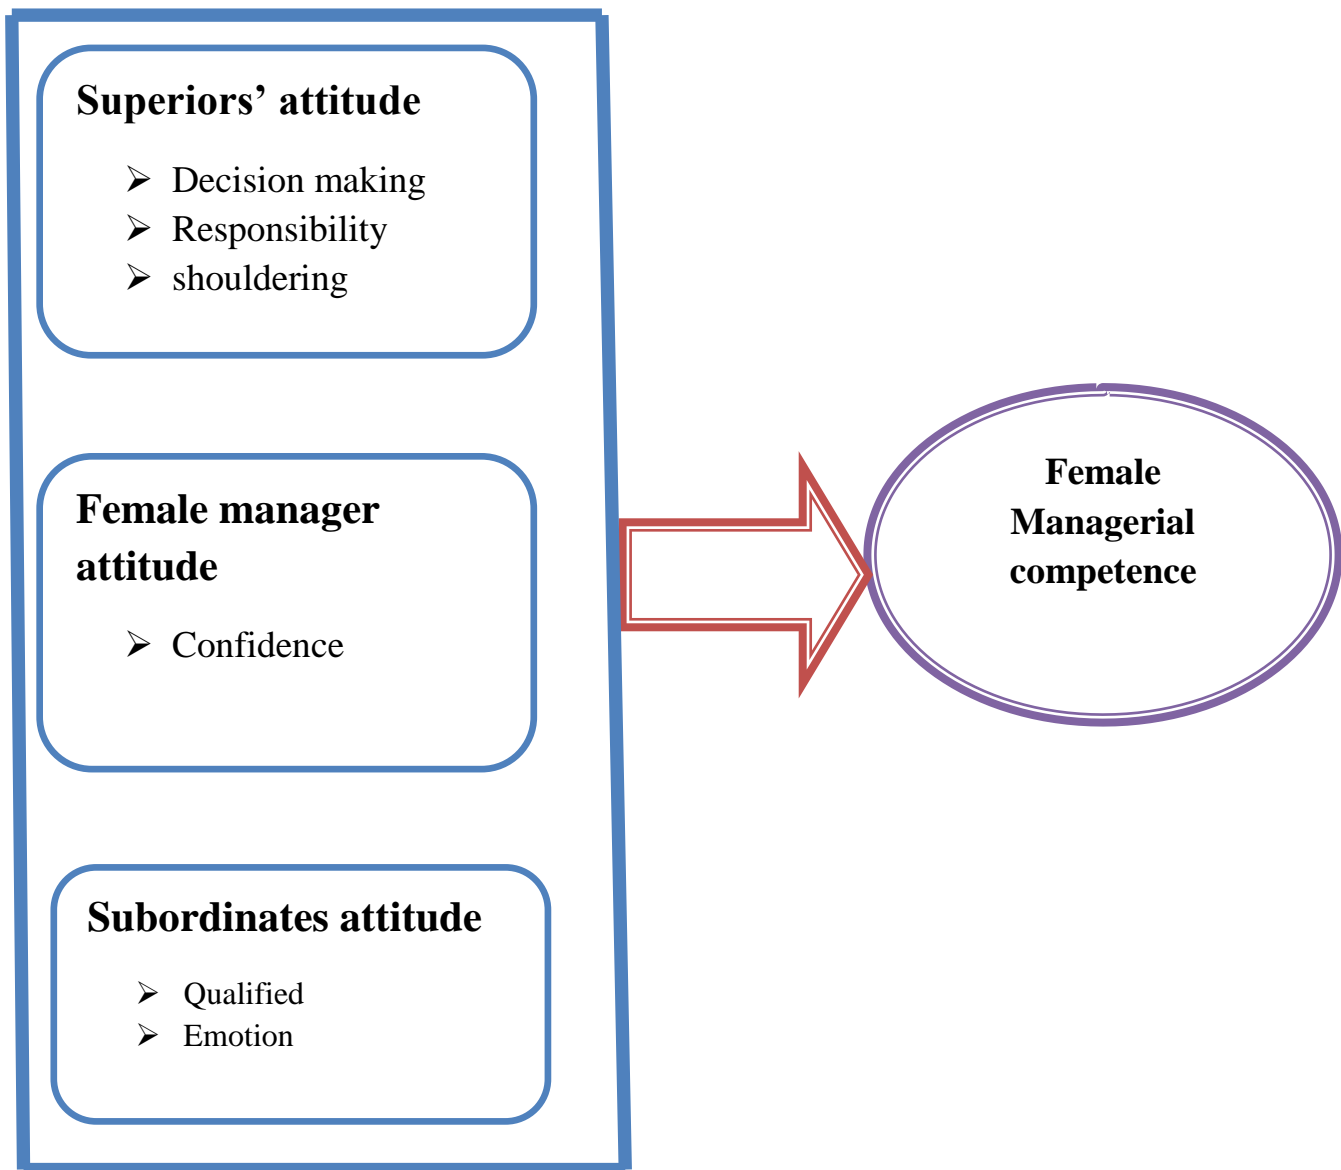 Superiors’ attitude
➢ Decision making
➢ Responsibility
➢ shouldering
Female manager
attitude
➢ Confidence
Subordinates attitude
➢ Qualified
➢ Emotion
Female
Managerial
competence